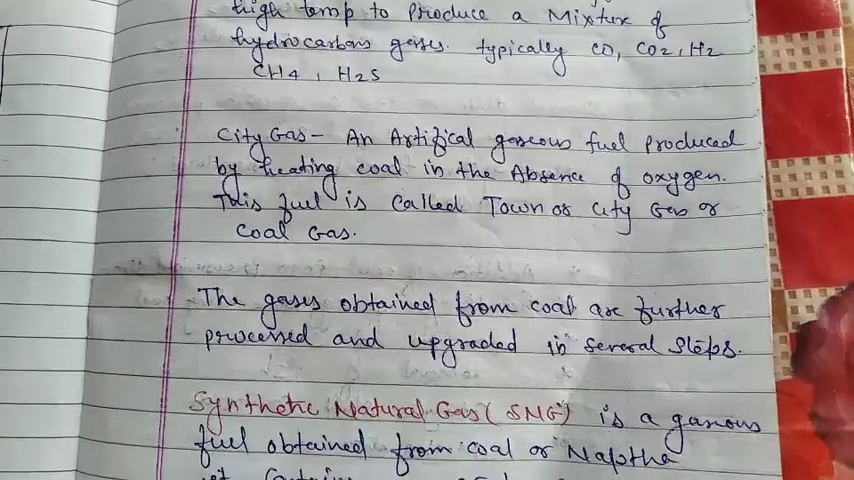 high temp to Produce a Mixture of
hydrocarbons gases. typically CO, CO2, H2
CH4, H2S
City Gas - An Artifical gaseous fuel Produced
by heating coal in the Absence of oxygen.
This fuel is called Town or City Gas or
Coal Gas.
The gases obtained from coal are further
processed and upgraded in several steps.
Synthetic Natural Gas (SNG) is a gaseous
fuel obtained from coal or Naptha